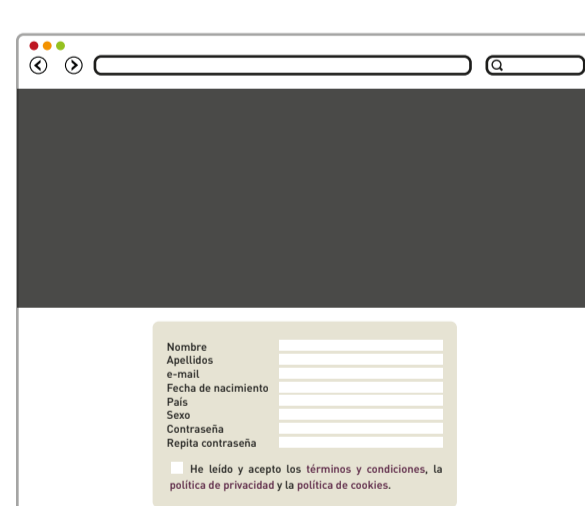 Nombre
Apellidos
e-mail
Fecha de nacimiento
País
Sexo
Contraseña
Repita contraseña
He leído y acepto los términos y condiciones, la
política de privacidad y la política de cookies.